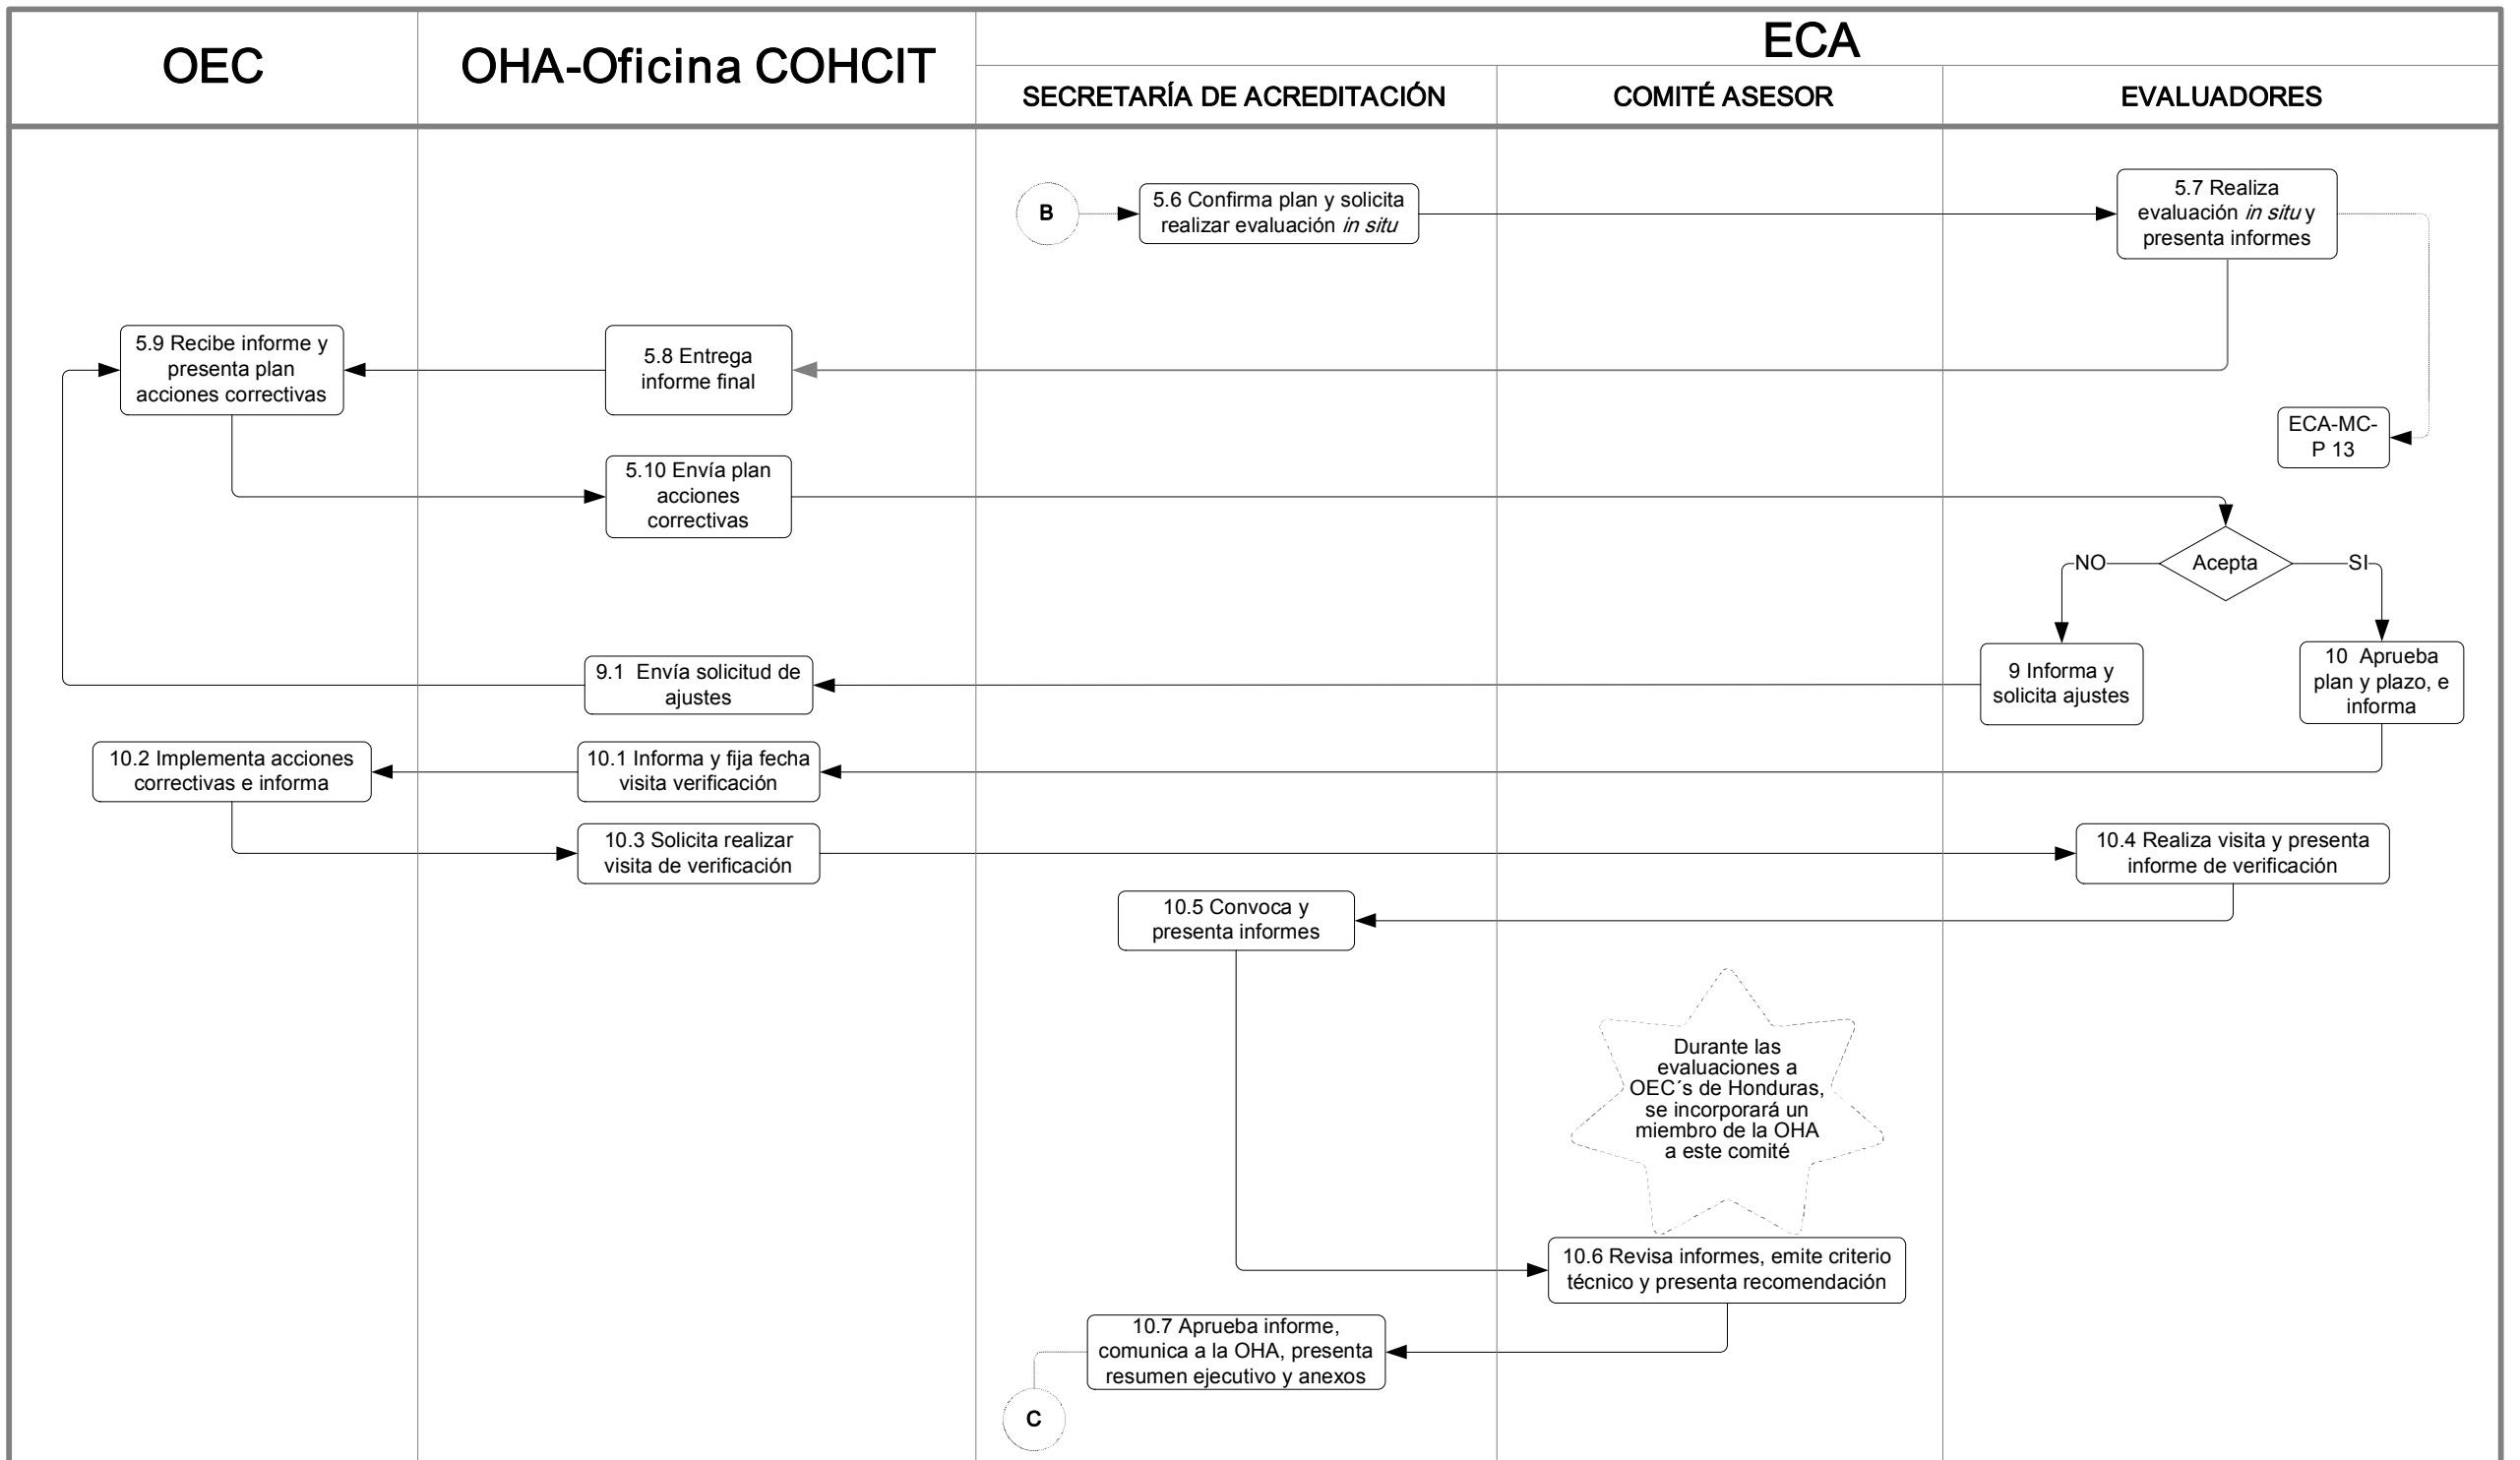 OEC
OHA-Oficina COHCIT
ECA
SECRETARÍA DE ACREDITACIÓN
COMITÉ ASESOR
EVALUADORES
B
5.6 Confirma plan y solicita
realizar evaluación in situ
5.7 Realiza
evaluación in situ y
presenta informes
5.9 Recibe informe y
presenta plan
acciones correctivas
5.8 Entrega
informe final
ECA-MC-
P 13
5.10 Envía plan
acciones
correctivas
NO
Acepta
SI
9.1 Envía solicitud de
ajustes
9 Informa y
solicita ajustes
10 Aprueba
plan y plazo, e
informa
10.2 Implementa acciones
correctivas e informa
10.1 Informa y fija fecha
visita verificación
10.3 Solicita realizar
visita de verificación
10.4 Realiza visita y presenta
informe de verificación
10.5 Convoca y
presenta informes
Durante las
evaluaciones a
OEC´s de Honduras,
se incorporará un
miembro de la OHA
a este comité
10.6 Revisa informes, emite criterio
técnico y presenta recomendación
10.7 Aprueba informe,
comunica a la OHA, presenta
resumen ejecutivo y anexos
C